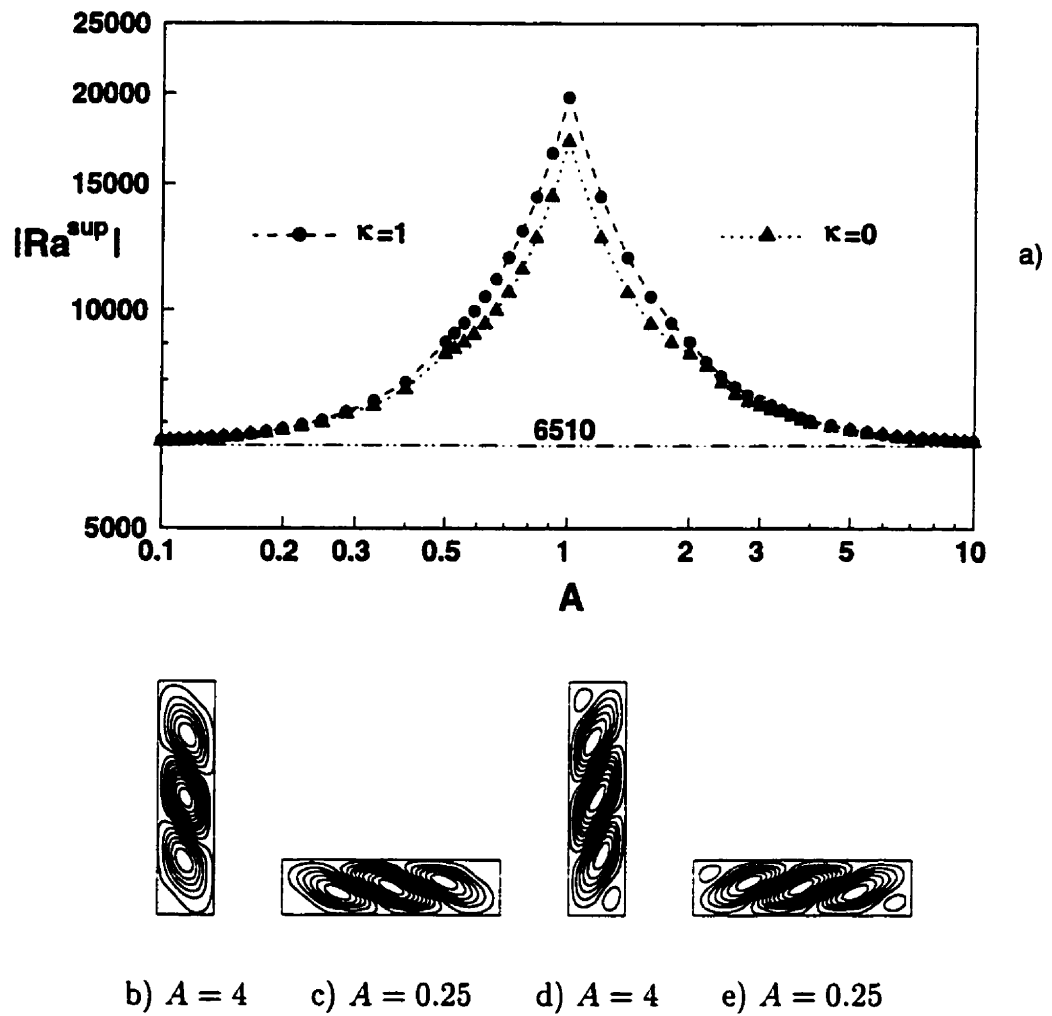 25000
20000
15000
|Ra^sup|
κ=1
κ=0
a)
10000
6510
5000
0.1 0.2 0.3 0.5 1 2 3 5 10
A
b) A = 4 c) A = 0.25 d) A = 4 e) A = 0.25